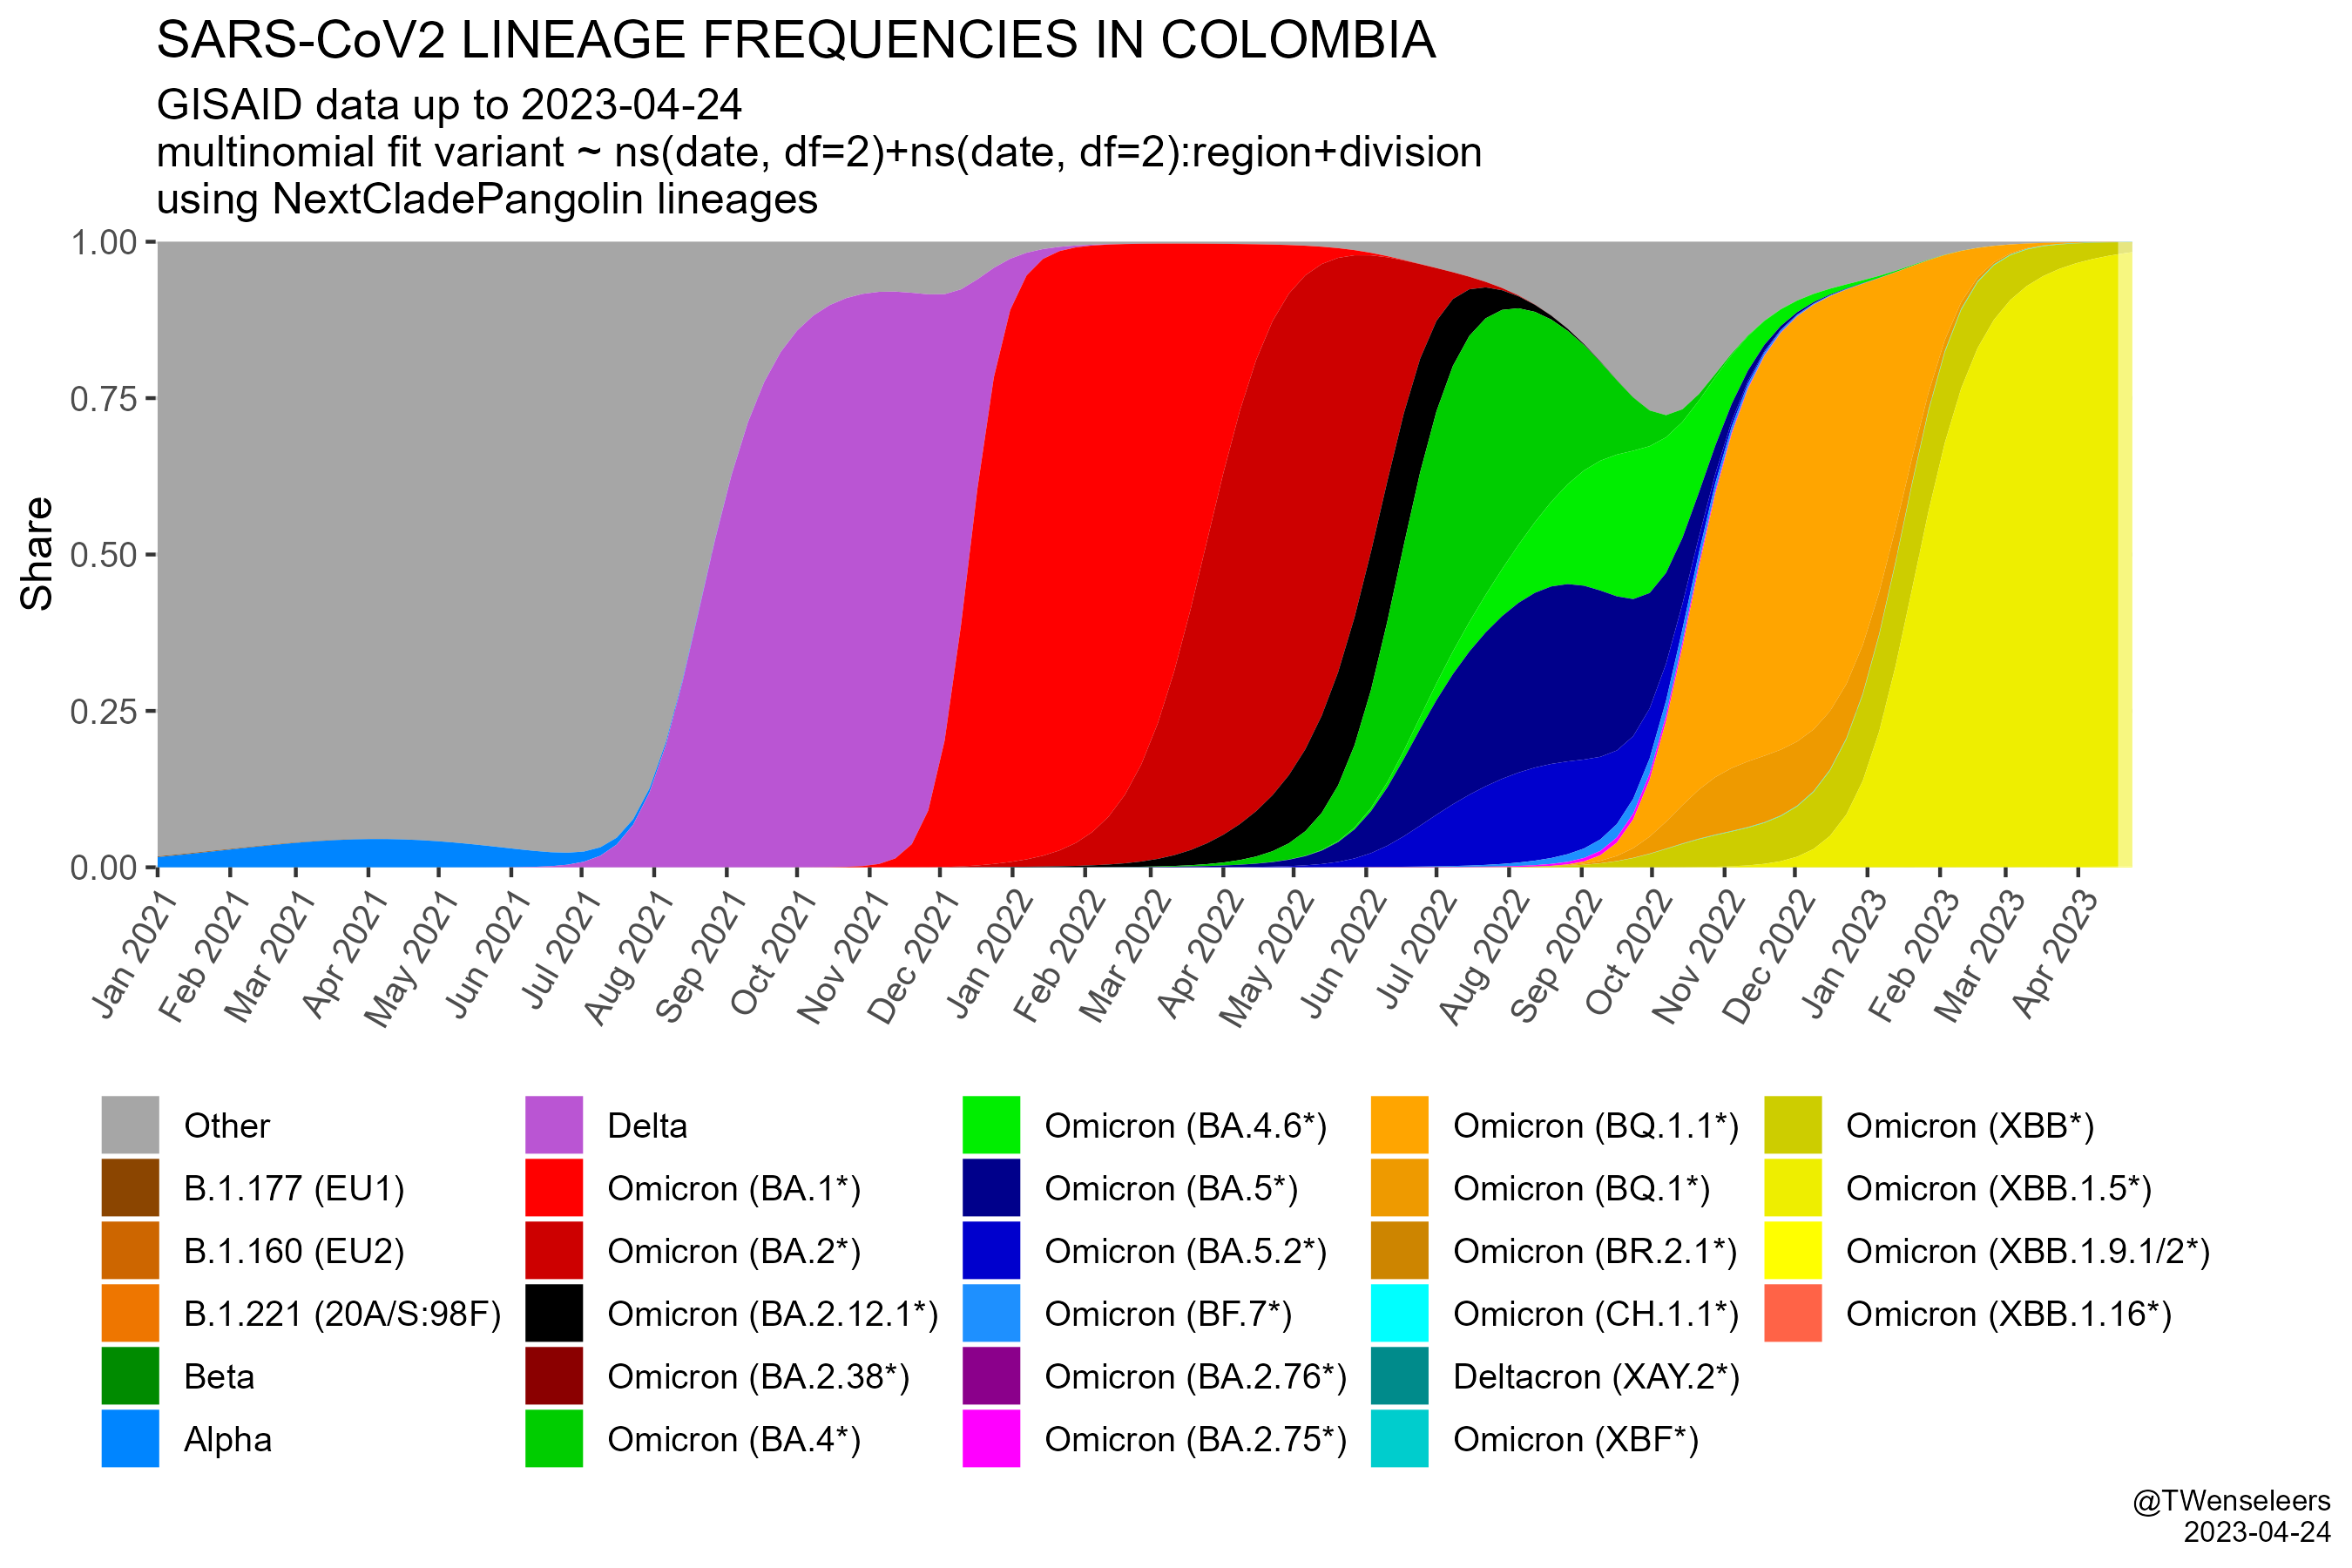 SARS-CoV2 LINEAGE FREQUENCIES IN COLOMBIA
GISAID data up to 2023-04-24
multinomial fit variant ~ ns(date, df=2)+ns(date, df=2):region+division
using NextCladePangolin lineages
Share
1.00
0.75
0.50
0.25
0.00
Jan 2021
Feb 2021
Mar 2021
Apr 2021
May 2021
Jun 2021
Jul 2021
Aug 2021
Sep 2021
Oct 2021
Nov 2021
Dec 2021
Jan 2022
Feb 2022
Mar 2022
Apr 2022
May 2022
Jun 2022
Jul 2022
Aug 2022
Sep 2022
Oct 2022
Nov 2022
Dec 2022
Jan 2023
Feb 2023
Mar 2023
Apr 2023
Other
B.1.177 (EU1)
B.1.160 (EU2)
B.1.221 (20A/S:98F)
Beta
Alpha
Delta
Omicron (BA.1*)
Omicron (BA.2*)
Omicron (BA.2.12.1*)
Omicron (BA.2.38*)
Omicron (BA.4*)
Omicron (BA.4.6*)
Omicron (BA.5*)
Omicron (BA.5.2*)
Omicron (BF.7*)
Omicron (BA.2.76*)
Omicron (BA.2.75*)
Omicron (BQ.1.1*)
Omicron (BQ.1*)
Omicron (BR.2.1*)
Omicron (CH.1.1*)
Deltacron (XAY.2*)
Omicron (XBF*)
Omicron (XBB*)
Omicron (XBB.1.5*)
Omicron (XBB.1.9.1/2*)
Omicron (XBB.1.16*)
@TWenseleers
2023-04-24